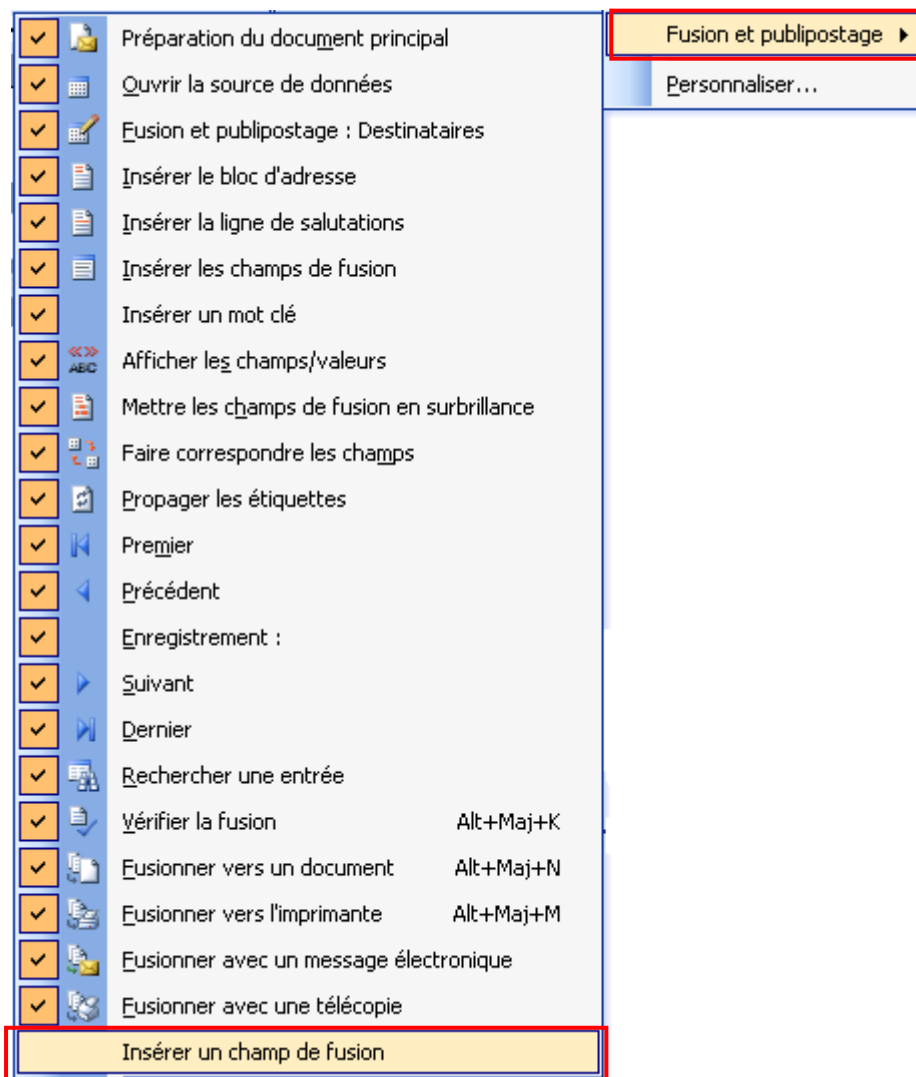 Préparation du document principal
Ouvrir la source de données
Fusion et publipostage : Destinataires
Insérer le bloc d'adresse
Insérer la ligne de salutations
Insérer les champs de fusion
Insérer un mot clé
«» ABC Afficher les champs/valeurs
Mettre les champs de fusion en surbrillance
Faire correspondre les champs
Propager les étiquettes
Premier
Précédent
Enregistrement :
Suivant
Dernier
Rechercher une entrée
Vérifier la fusion Alt+Maj+K
Fusionner vers un document Alt+Maj+N
Fusionner vers l'imprimante Alt+Maj+M
Fusionner avec un message électronique
Fusionner avec une télécopie
Insérer un champ de fusion
Fusion et publipostage
Personnaliser...